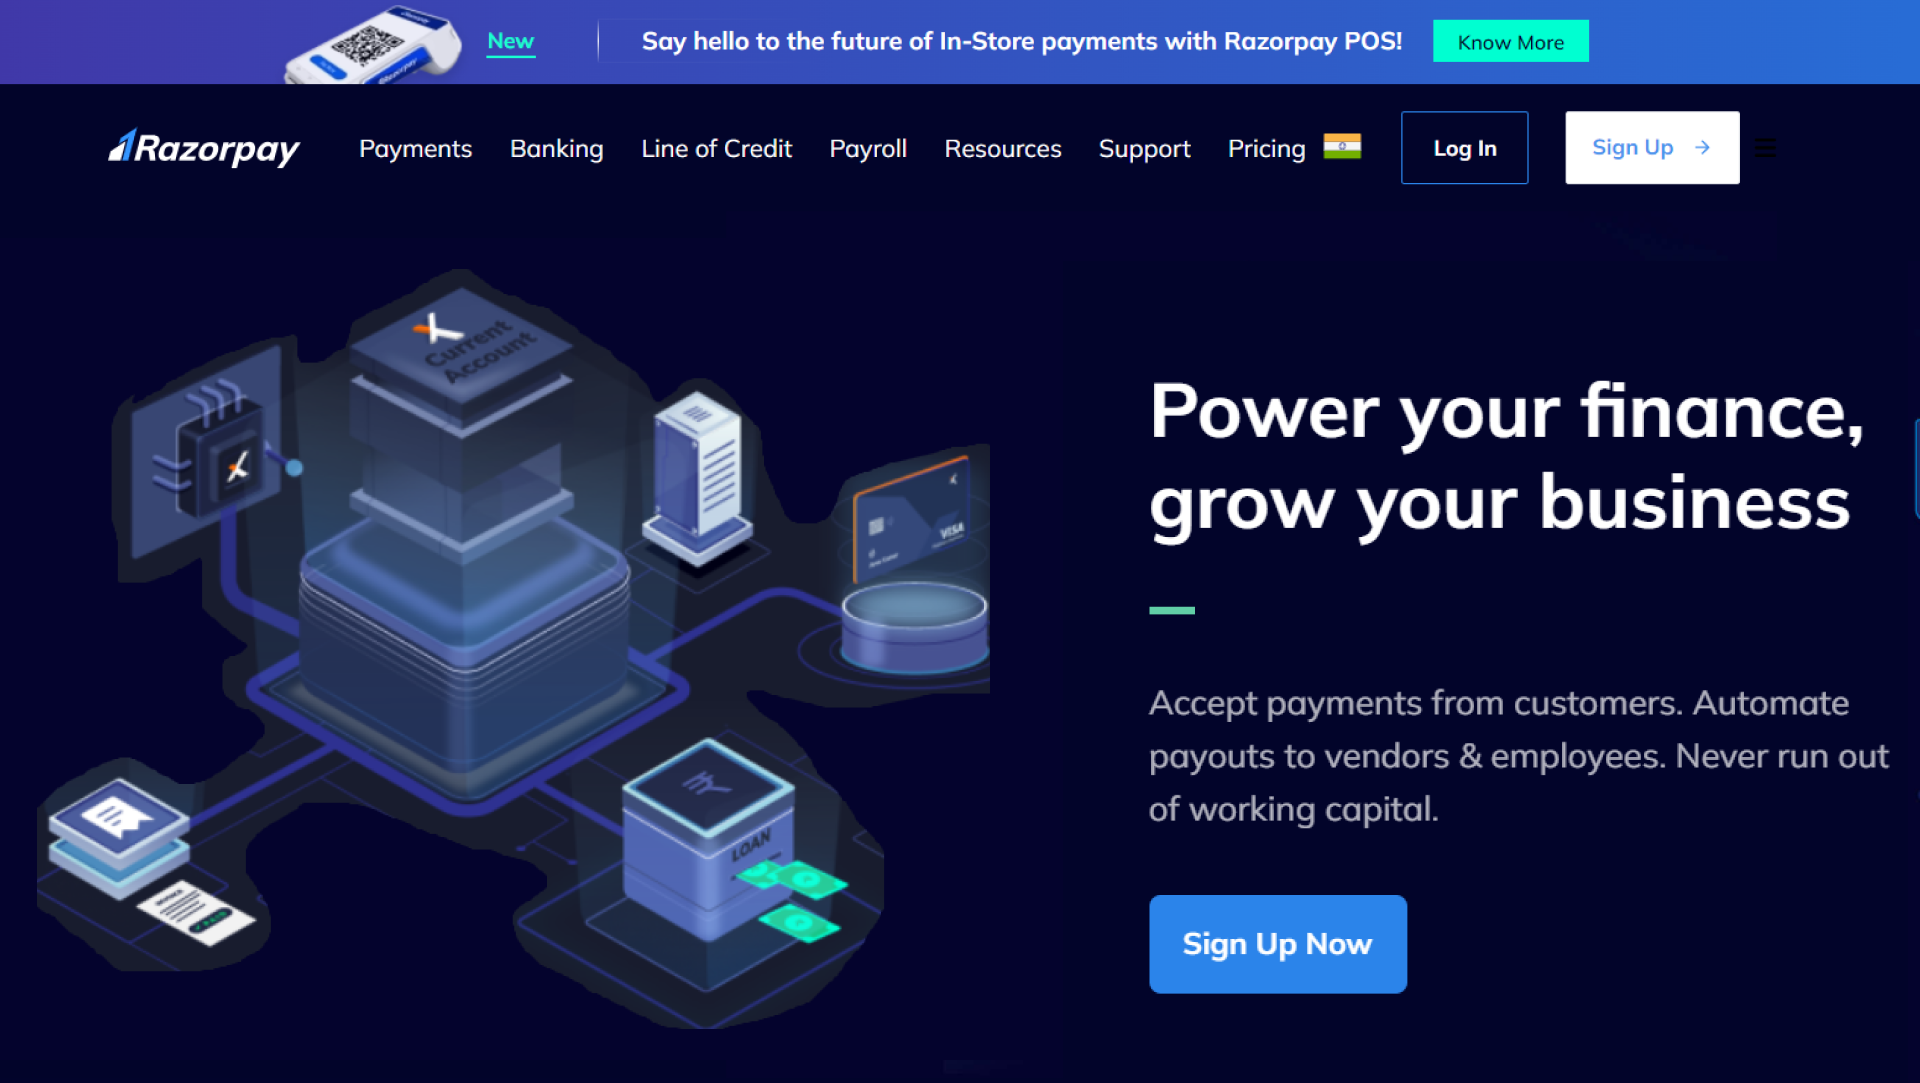 New
Say hello to the future of In-Store payments with Razorpay POS!
Know More
Razorpay
Payments
Banking
Line of Credit
Payroll
Resources
Support
Pricing
Log In
Sign Up
Current
Account
Power your finance,
grow your business
VISA
Accept payments from customers. Automate
payouts to vendors & employees. Never run out
of working capital.
LOAN
PAID
Sign Up Now